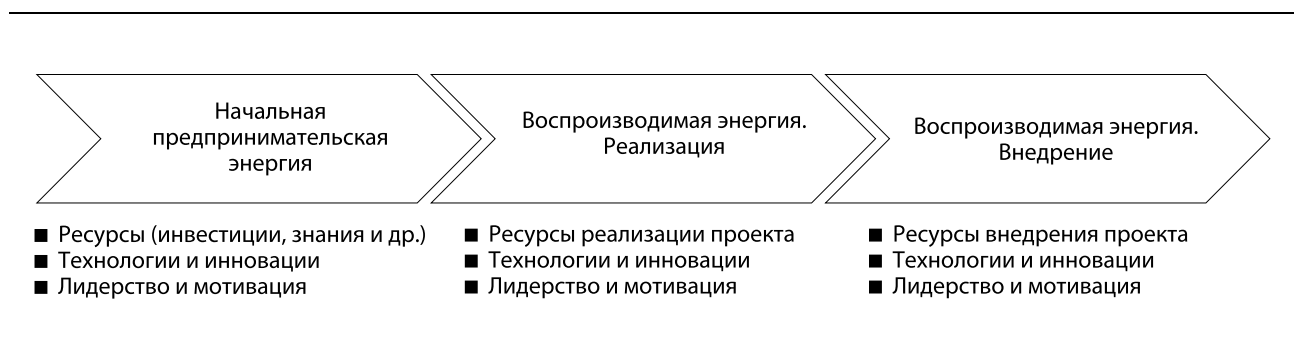 Начальная
предпринимательская
энергия
Воспроизводимая энергия.
Реализация
Воспроизводимая энергия.
Внедрение
■ Ресурсы (инвестиции, знания и др.)
■ Технологии и инновации
■ Лидерство и мотивация
■ Ресурсы реализации проекта
■ Технологии и инновации
■ Лидерство и мотивация
■ Ресурсы внедрения проекта
■ Технологии и инновации
■ Лидерство и мотивация